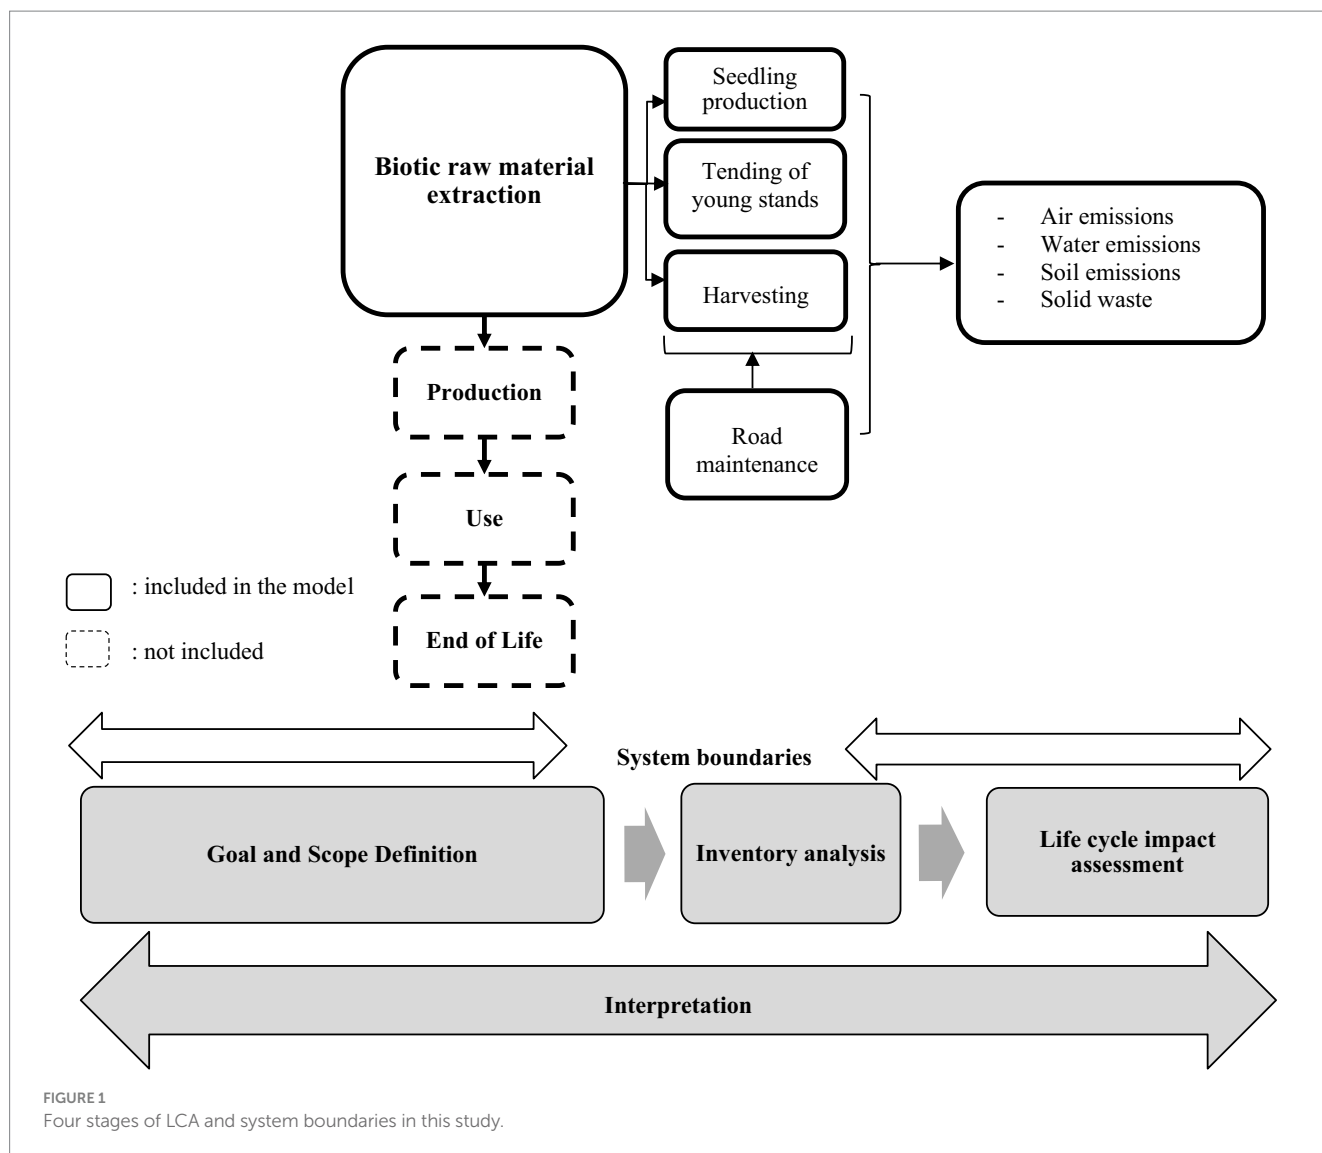 Biotic raw material
extraction
Seedling
production
Tending of
young stands
Harvesting
Road
maintenance
- Air emissions
- Water emissions
- Soil emissions
- Solid waste
Production
Use
End of Life
: included in the model
: not included
System boundaries
Goal and Scope Definition
Inventory analysis
Life cycle impact
assessment
Interpretation
FIGURE 1
Four stages of LCA and system boundaries in this study.